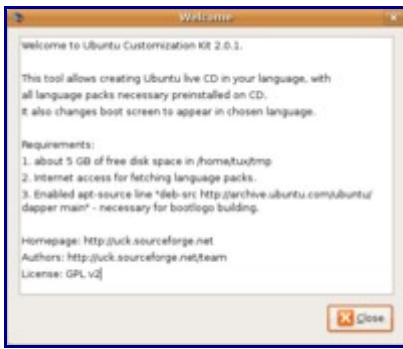 Welcome
Welcome to Ubuntu Customization Kit 2.0.1.
This tool allows creating Ubuntu live CD in your language, with
all language packs necessary preinstalled on CD.
It also changes boot screen to appear in chosen language.
Requirements:
1. about 5 GB of free disk space in /home/tux/tmp
2. Internet access for fetching language packs.
3. Enabled apt-source line "deb-src http://archive.ubuntu.com/ubuntu/
dapper main" - necessary for bootlogo building.
Homepage: http://uck.sourceforge.net
Authors: http://uck.sourceforge.net/team
License: GPL v2
Close